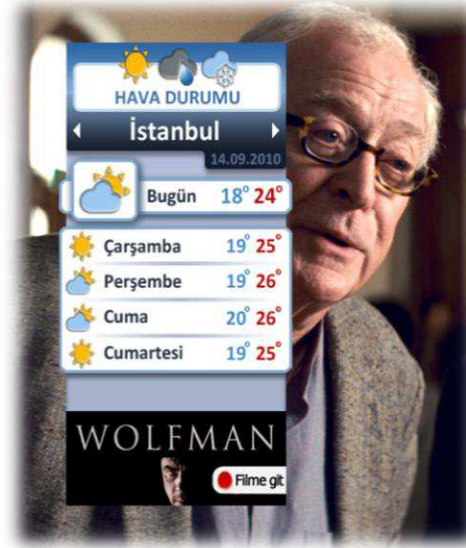 HAVA DURUMU
İstanbul
14.09.2010
Bugün 18° 24°
Çarşamba 19° 25°
Perşembe 19° 26°
Cuma 20° 26°
Cumartesi 19° 25°
WOLFMAN
Filme git